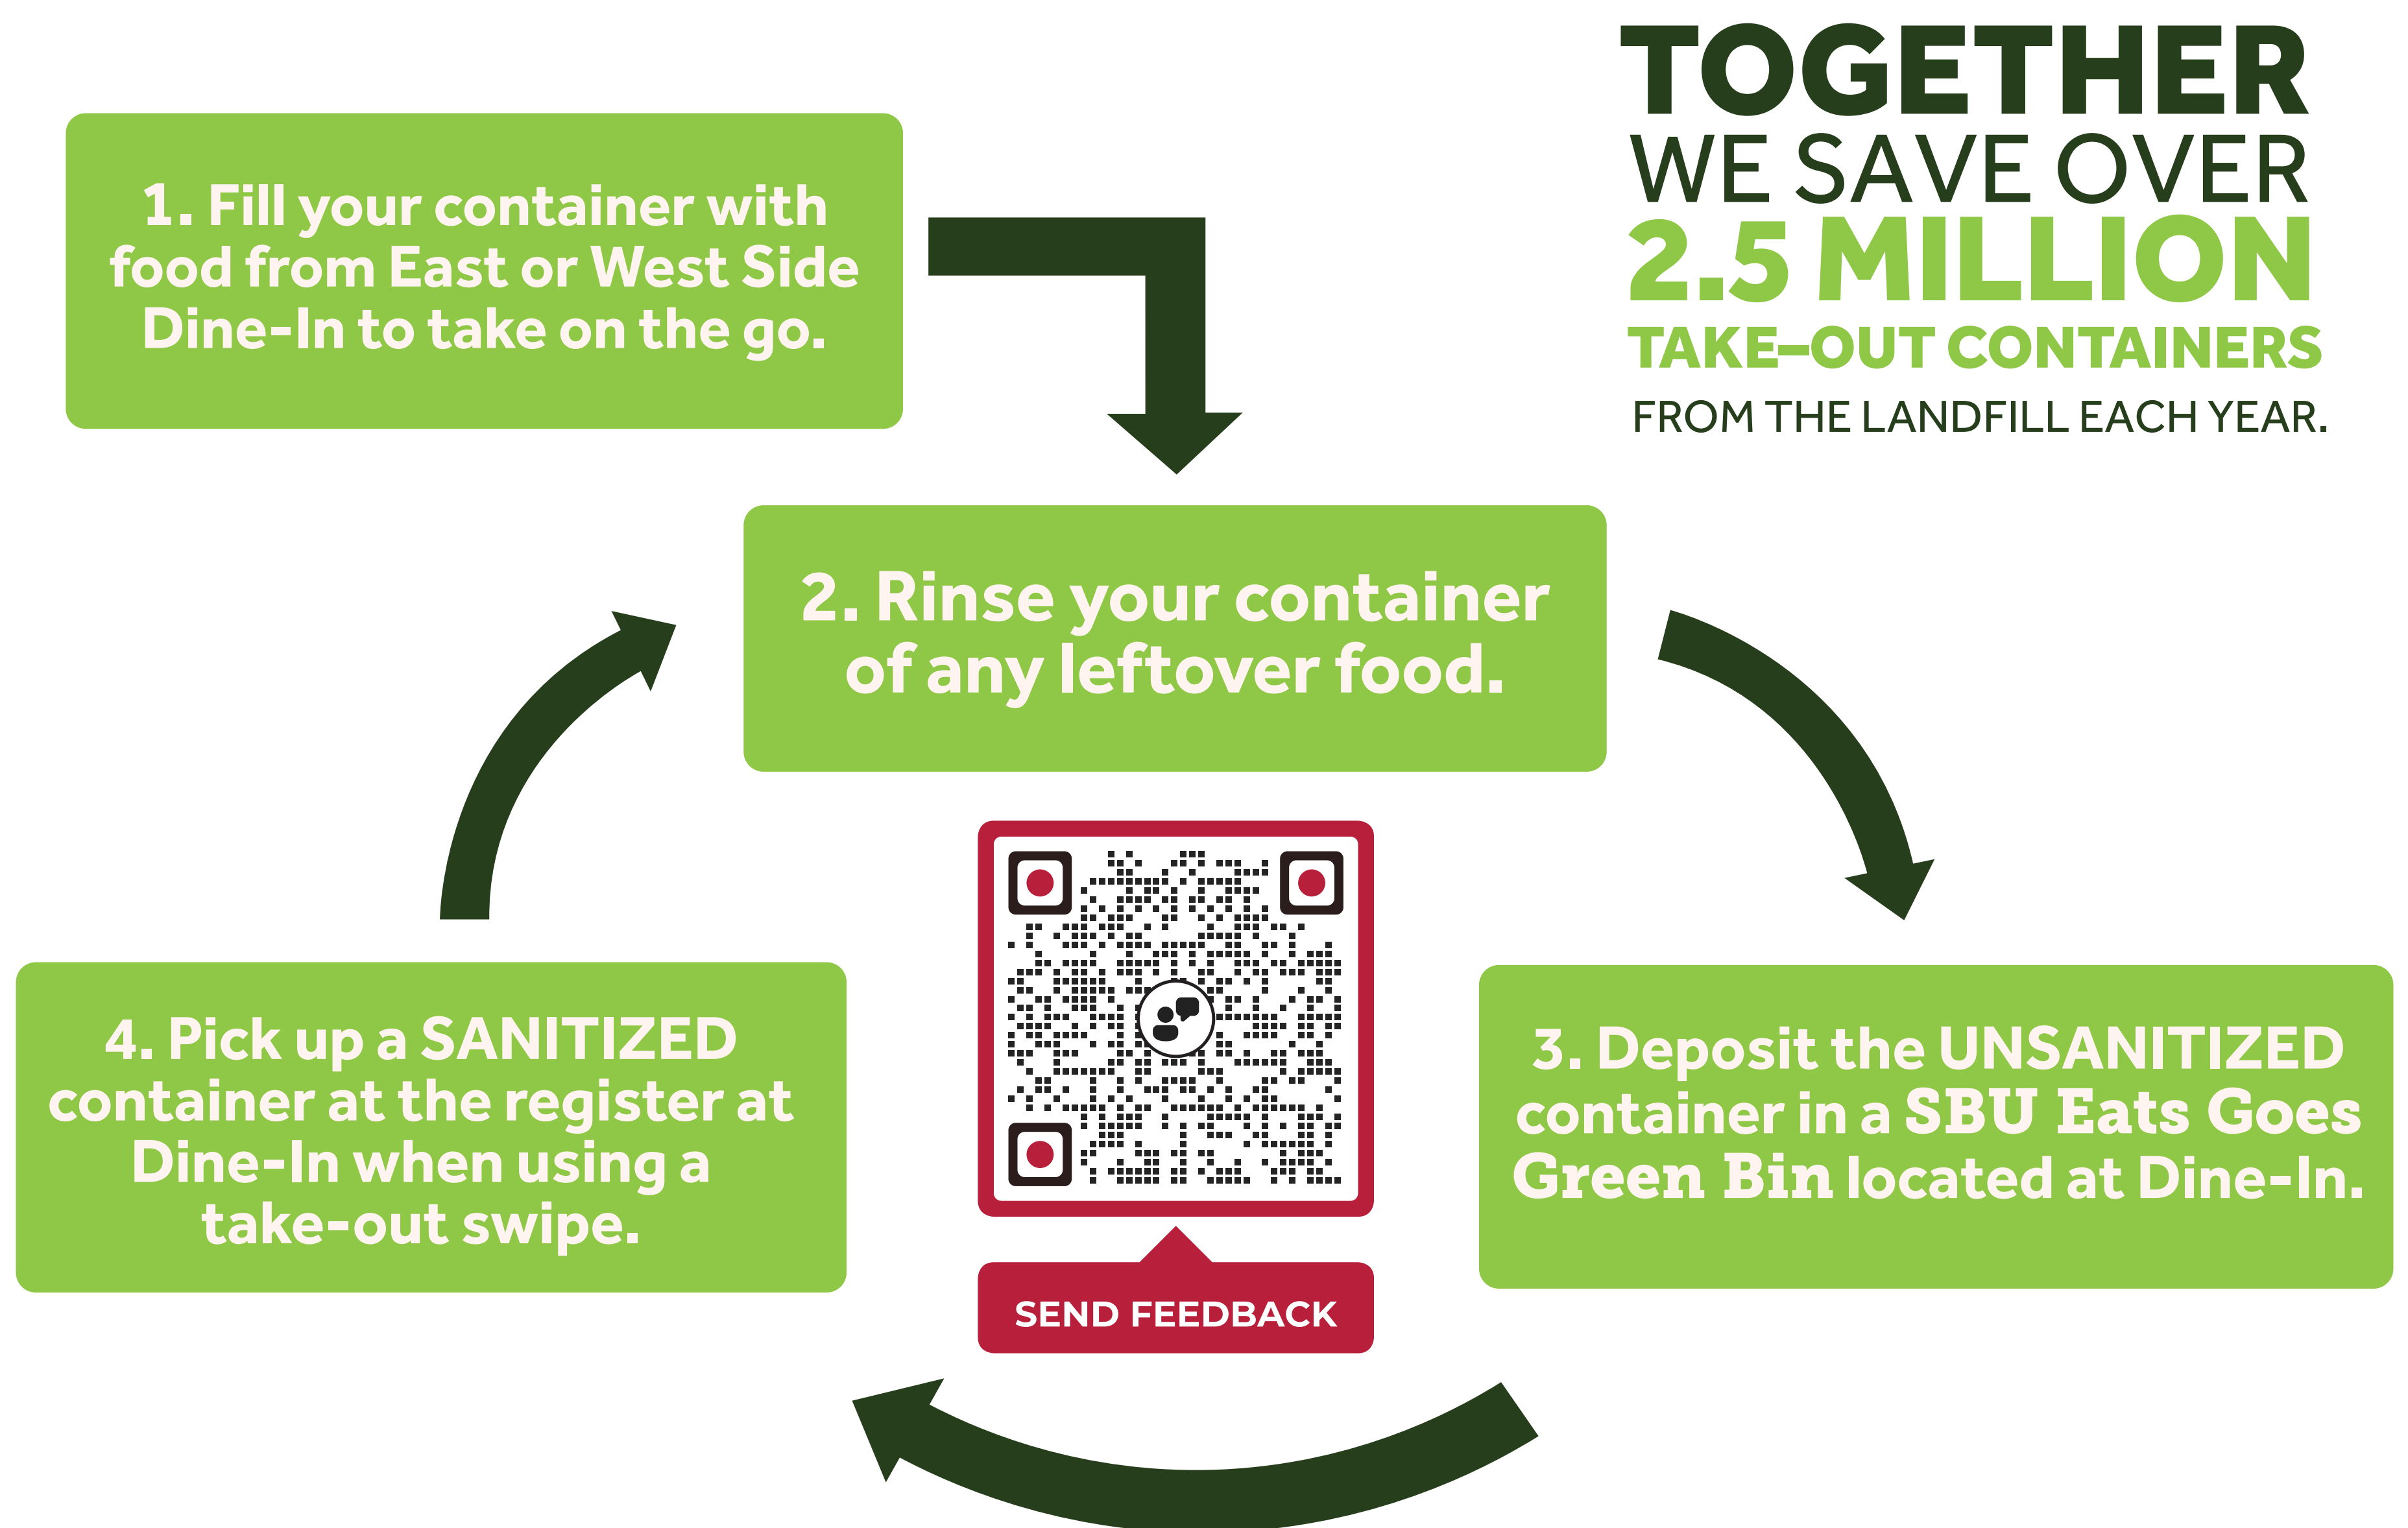 TOGETHER
WE SAVE OVER
2.5 MILLION
TAKE–OUT CONTAINERS
FROM THE LANDFILL EACH YEAR.
1. Fill your container with
food from East or West Side
Dine-In to take on the go.
2. Rinse your container
of any leftover food.
3. Deposit the UNSANITIZED
container in a SBU Eats Goes
Green Bin located at Dine-In.
4. Pick up a SANITIZED
container at the register at
Dine-In when using a
take-out swipe.
SEND FEEDBACK